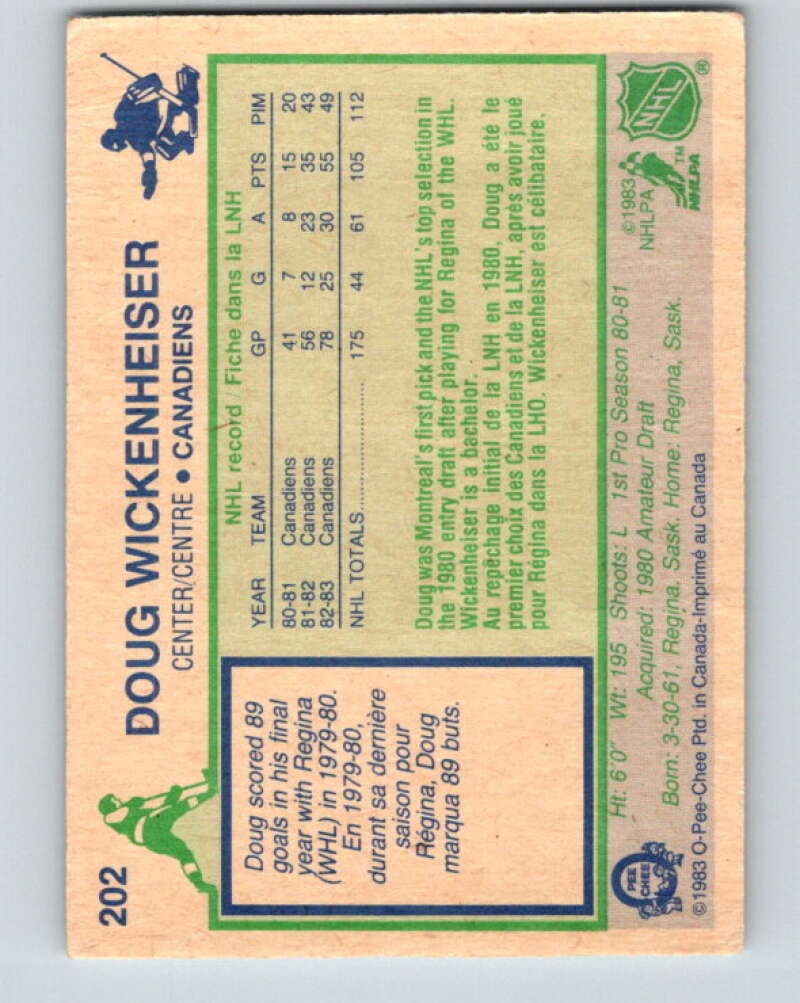 202
DOUG WICKENHEISER
CENTER/CENTRE • CANADIENS
Doug scored 89
goals in his final
year with Regina
(WHL) in 1979-80.
En 1979-80,
durant sa dernière
saison pour
Régina, Doug
marqua 89 buts.
NHL record / Fiche dans la LNH
YEAR TEAM GP G A PTS PIM
80-81 Canadiens 41 7 8 15 20
81-82 Canadiens 56 12 23 35 43
82-83 Canadiens 78 25 30 55 49
NHL TOTALS.................... 175 44 61 105 112
Doug was Montreal's first pick and the NHL's top selection in
the 1980 entry draft after playing for Regina of the WHL.
Wickenheiser is a bachelor.
Au repêchage initial de la LNH en 1980, Doug a été le
premier choix des Canadiens et de la LNH, après avoir joué
pour Régina dans la LHO. Wickenheiser est célibataire.
Ht: 6'0" Wt: 195 Shoots: L 1st Pro Season 80-81
Acquired: 1980 Amateur Draft
Born: 3-30-61, Regina, Sask. Home: Regina, Sask.
©1983 O-Pee-Chee Ptd. in Canada-Imprimé au Canada
O PEE CHEE
©1983
NHLPA
NHLPA™
NHL®